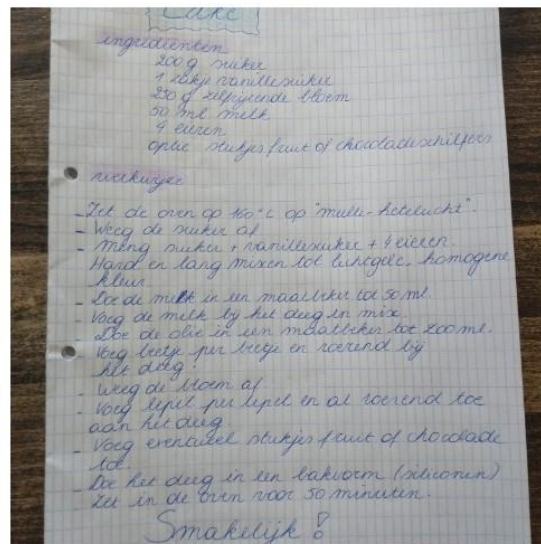 Cake
ingrediënten
200 g suiker
1 zakje vanillesuiker
250 g zelfrijzende bloem
50 ml melk
4 eieren
optie stukjes fruit of chocoladeschilfers
werkwijze
- Zet de oven op 160°C op "multi-hetelucht".
- Weeg de suiker af
- Meng suiker + vanillesuiker + 4 eieren.
Hard en lang mixen tot lichtgele, homogene
kleur.
- Doe de melk in een maatbeker tot 50 ml.
- Voeg de melk bij het deeg en mix.
- Doe de olie in een maatbeker tot 200 ml.
- Voeg beetje per beetje en roerend bij
het deeg!
- Weeg de bloem af.
- Voeg lepel per lepel en al roerend toe
aan het deeg.
- Voeg eventueel stukjes fruit of chocolade
toe.
- Doe het deeg in een bakvorm (siliconen)
- Zet in de oven voor 50 minuten.
Smakelijk!